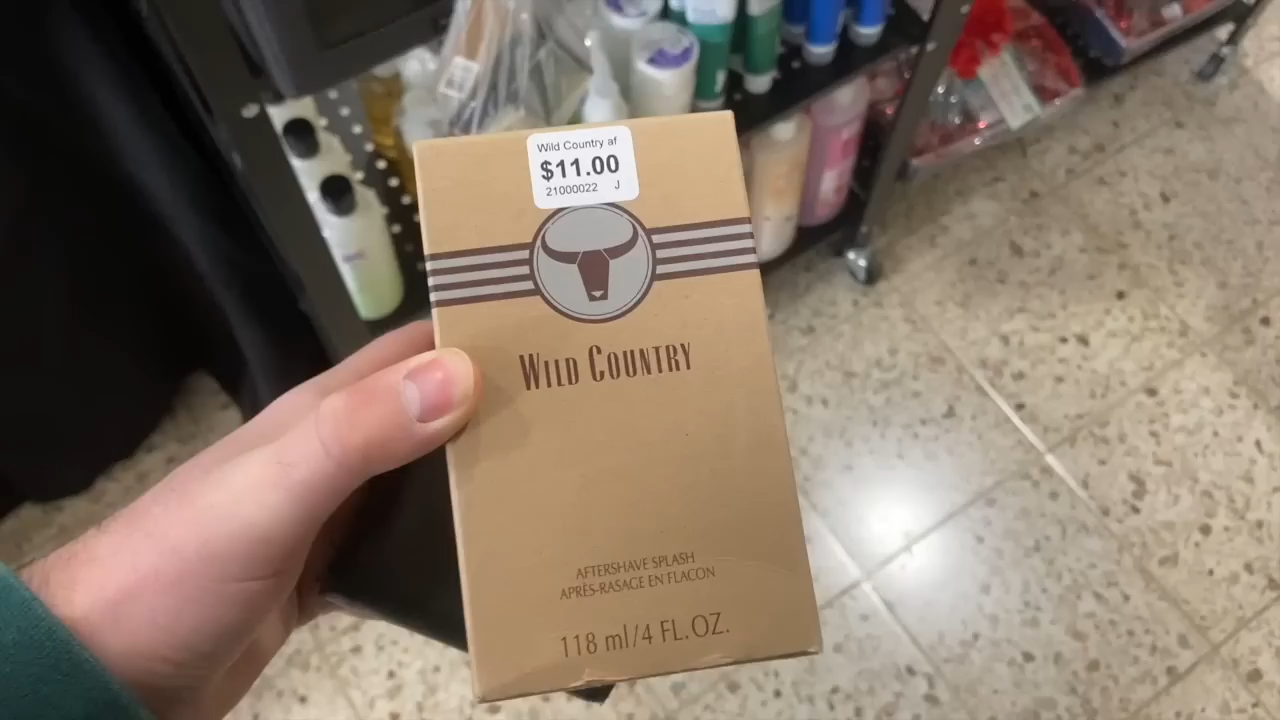 Wild Country af
$11.00
21000022 J
WILD COUNTRY
AFTERSHAVE SPLASH
APRÈS-RASAGE EN FLACON
118 ml/4 FL.OZ.